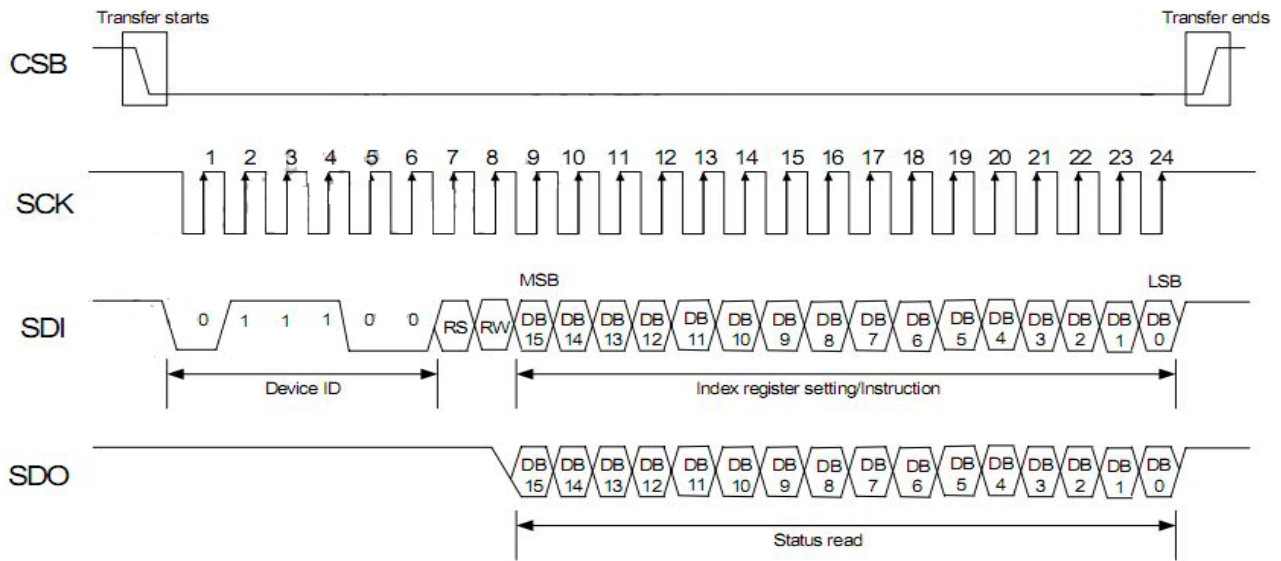 Transfer starts
Transfer ends
CSB
1 2 3 4 5 6 7 8 9 10 11 12 13 14 15 16 17 18 19 20 21 22 23 24
SCK
MSB
LSB
SDI
0 1 1 1 0 0 RS RW DB 15 DB 14 DB 13 DB 12 DB 11 DB 10 DB 9 DB 8 DB 7 DB 6 DB 5 DB 4 DB 3 DB 2 DB 1 DB 0
Device ID
Index register setting/Instruction
SDO
DB 15 DB 14 DB 13 DB 12 DB 11 DB 10 DB 9 DB 8 DB 7 DB 6 DB 5 DB 4 DB 3 DB 2 DB 1 DB 0
Status read